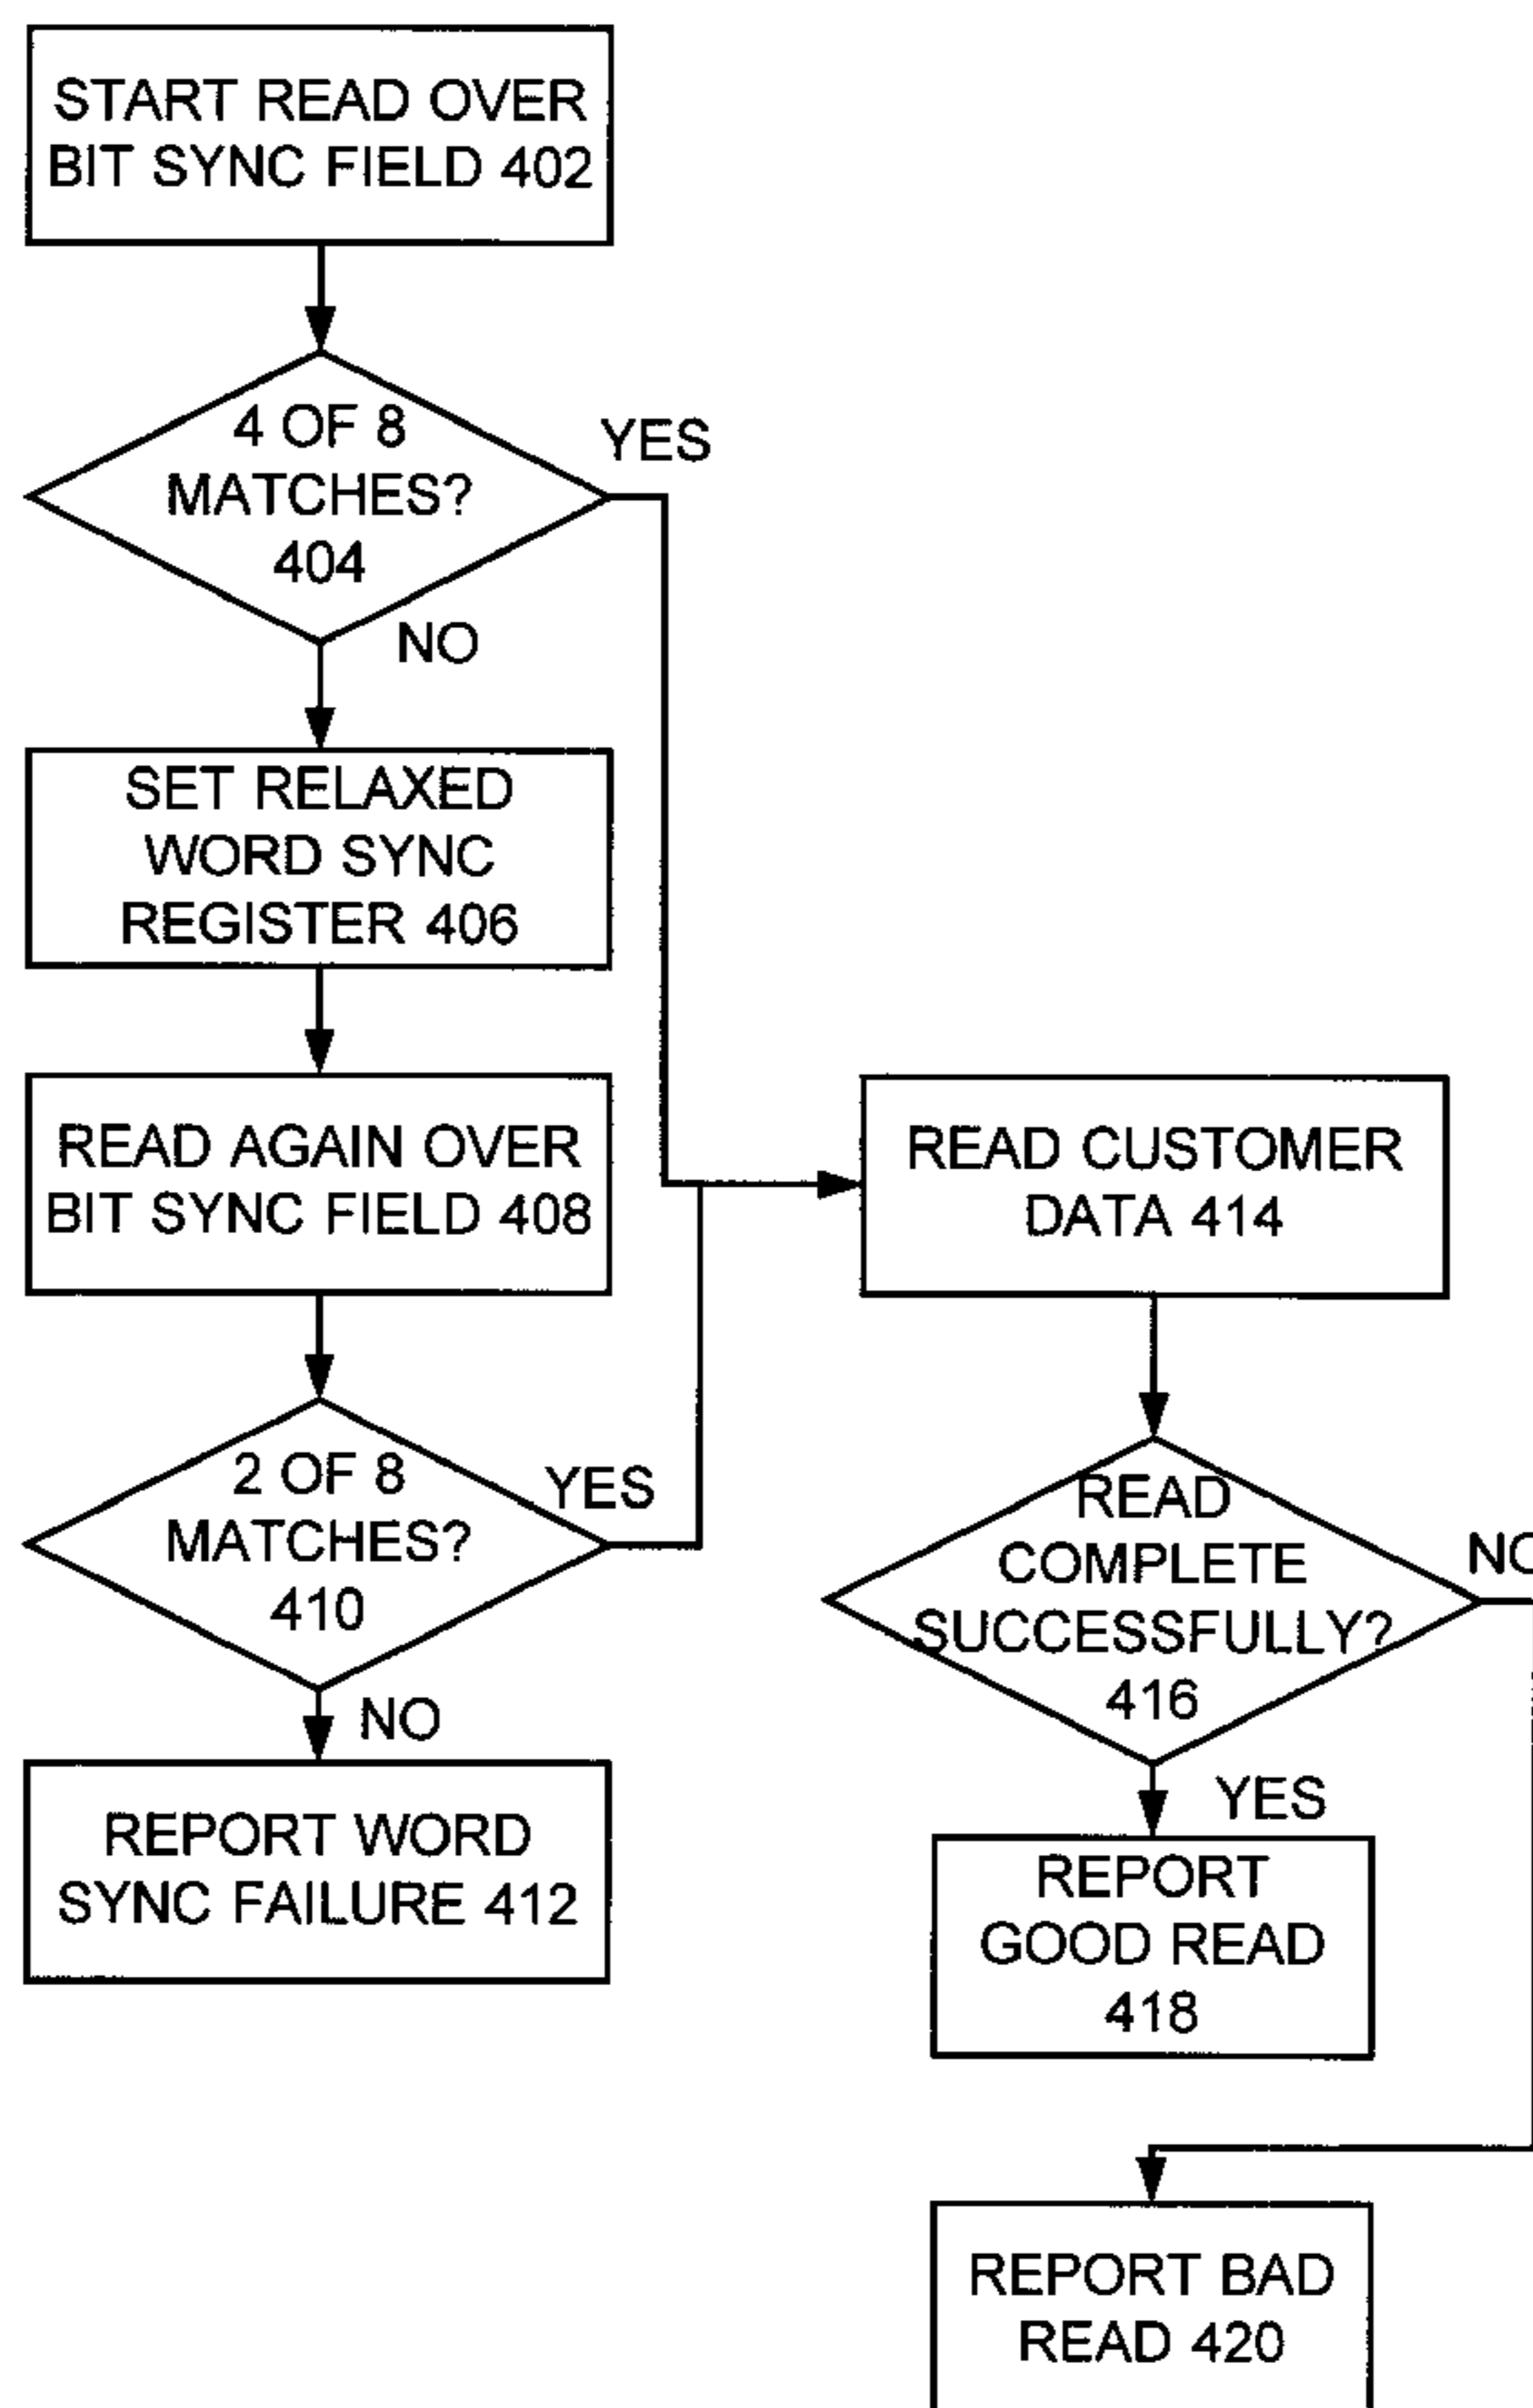 START READ OVER
BIT SYNC FIELD 402
4 OF 8
MATCHES?
404
YES
NO
SET RELAXED
WORD SYNC
REGISTER 406
READ AGAIN OVER
BIT SYNC FIELD 408
2 OF 8
MATCHES?
410
YES
NO
REPORT WORD
SYNC FAILURE 412
READ CUSTOMER
DATA 414
READ
COMPLETE
SUCCESSFULLY?
416
NO
YES
REPORT
GOOD READ
418
REPORT BAD
READ 420